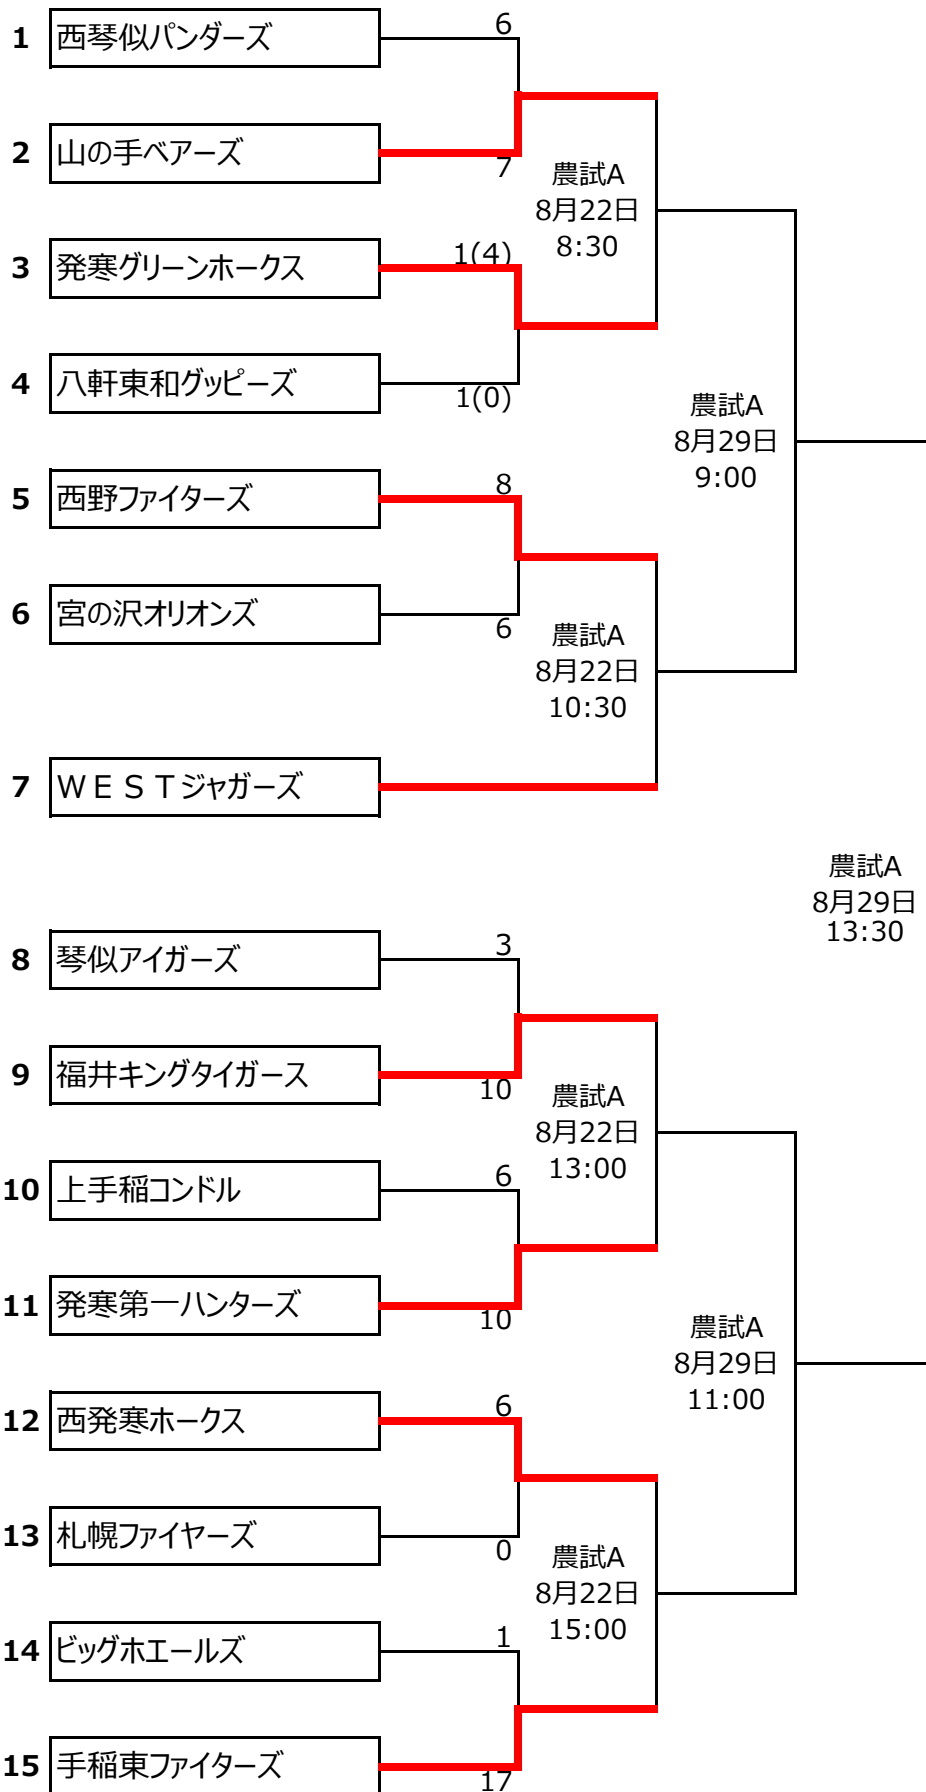 1 西琴似パンダーズ 6
2 山の手ベアーズ 7
農試A
8月22日
8:30
3 発寒グリーンホークス 1(4)
4 八軒東和グッピーズ 1(0)
農試A
8月29日
9:00
5 西野ファイターズ 8
6 宮の沢オリオンズ 6
農試A
8月22日
10:30
7 ＷＥＳＴジャガーズ
農試A
8月29日
13:30
8 琴似アイガーズ 3
9 福井キングタイガース 10
農試A
8月22日
13:00
10 上手稲コンドル 6
11 発寒第一ハンターズ 10
農試A
8月29日
11:00
12 西発寒ホークス 6
13 札幌ファイヤーズ 0
農試A
8月22日
15:00
14 ビッグホエールズ 1
15 手稲東ファイターズ 17